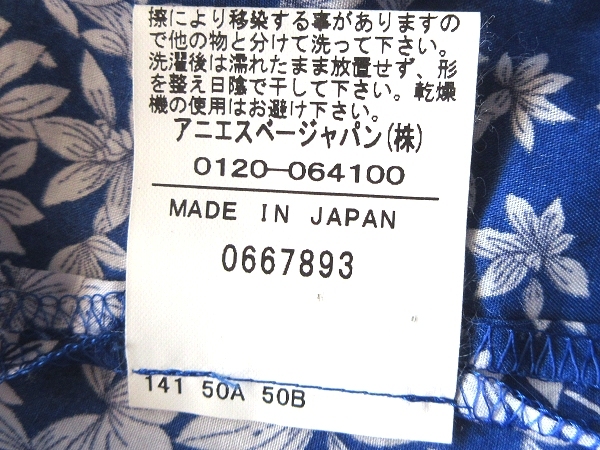 擦により移染する事がありますの
で他の物と分けて洗って下さい。
洗濯後は濡れたまま放置せず、形
を整え日陰で干して下さい。乾燥
機の使用はお避け下さい。
アニエスベージャパン(株)
0120-064100
MADE IN JAPAN
0667893
141 50A 50B